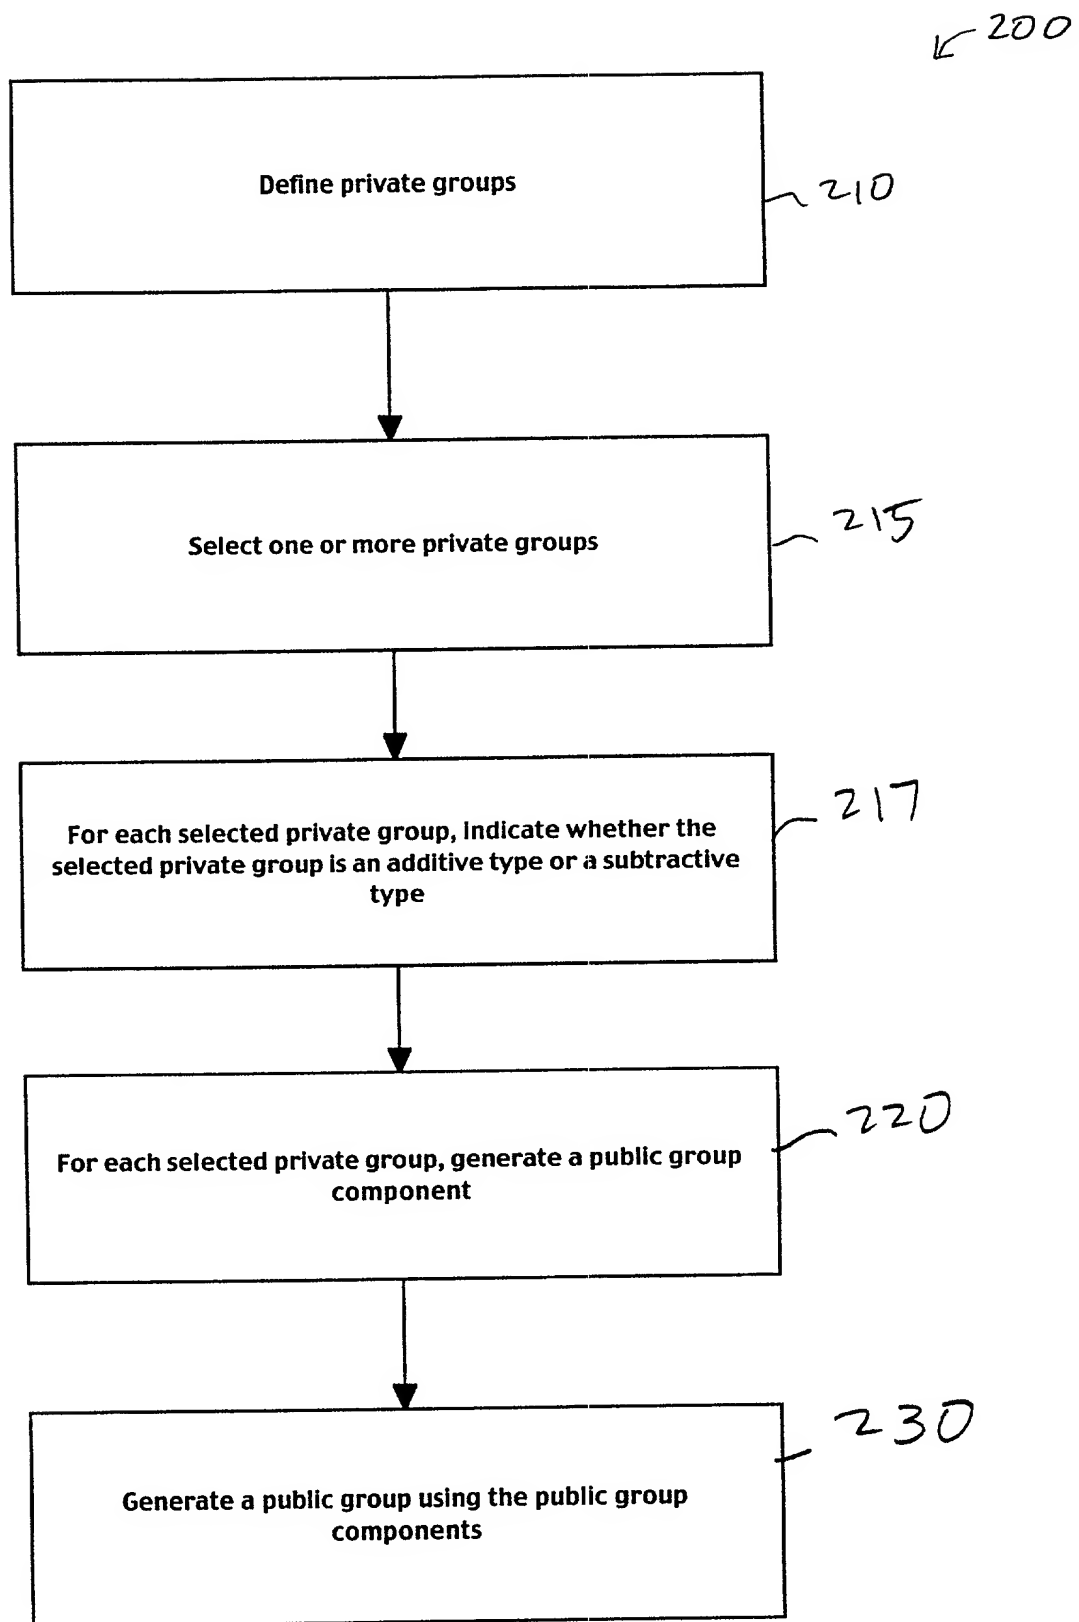 200
Define private groups
210
Select one or more private groups
215
For each selected private group, Indicate whether the
selected private group is an additive type or a subtractive
type
217
For each selected private group, generate a public group
component
220
Generate a public group using the public group
components
230